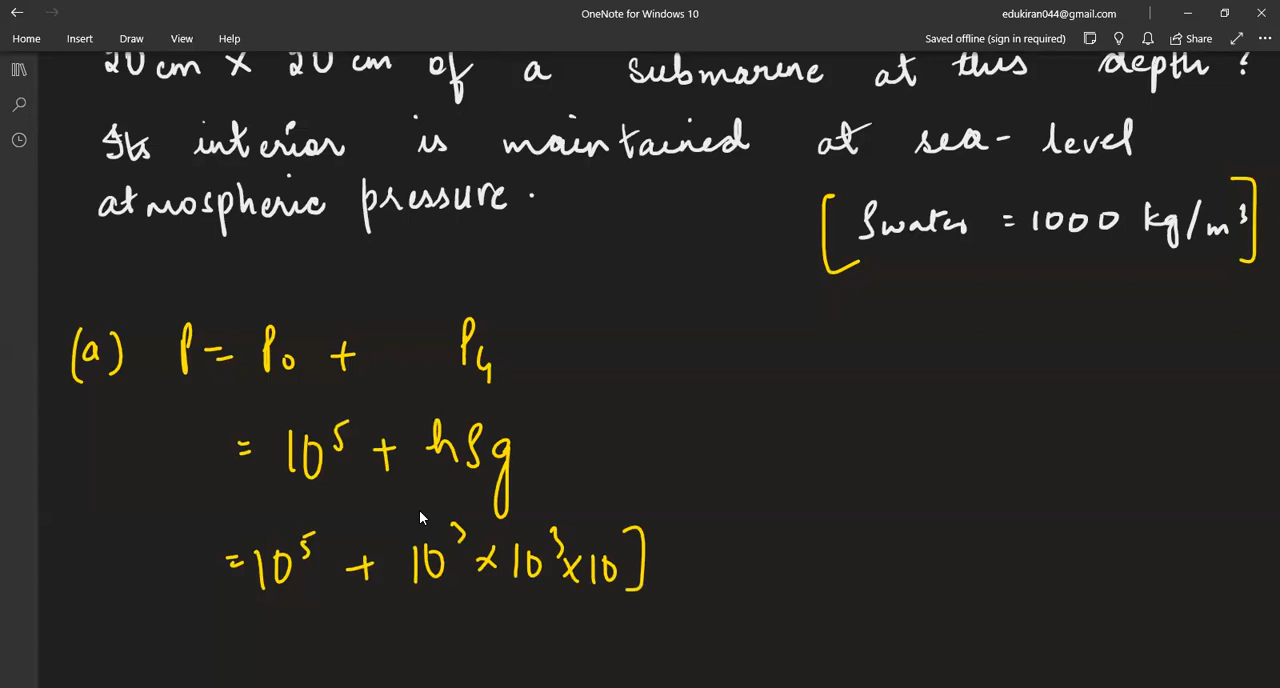 OneNote for Windows 10
edukiran044@gmail.com
Home Insert Draw View Help
Saved offline (sign in required) Share
20 cm × 20 cm of a submarine at this depth?
Its interior is maintained at sea-level
atmospheric pressure.
[ρwater = 1000 kg/m³]
(a) P = P₀ + P₄
= 10⁵ + hρg
= 10⁵ + 10³ × 10³ × 10]